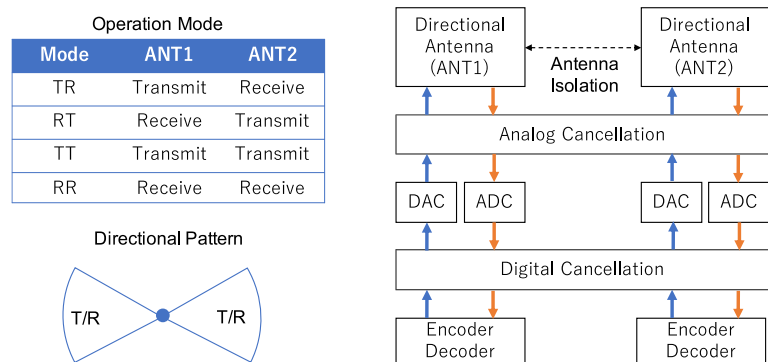 Operation Mode
Mode ANT1 ANT2
TR Transmit Receive
RT Receive Transmit
TT Transmit Transmit
RR Receive Receive
Directional Pattern
T/R T/R
Directional
Antenna
(ANT1)
Antenna
Isolation
Directional
Antenna
(ANT2)
Analog Cancellation
DAC ADC DAC ADC
Digital Cancellation
Encoder
Decoder
Encoder
Decoder